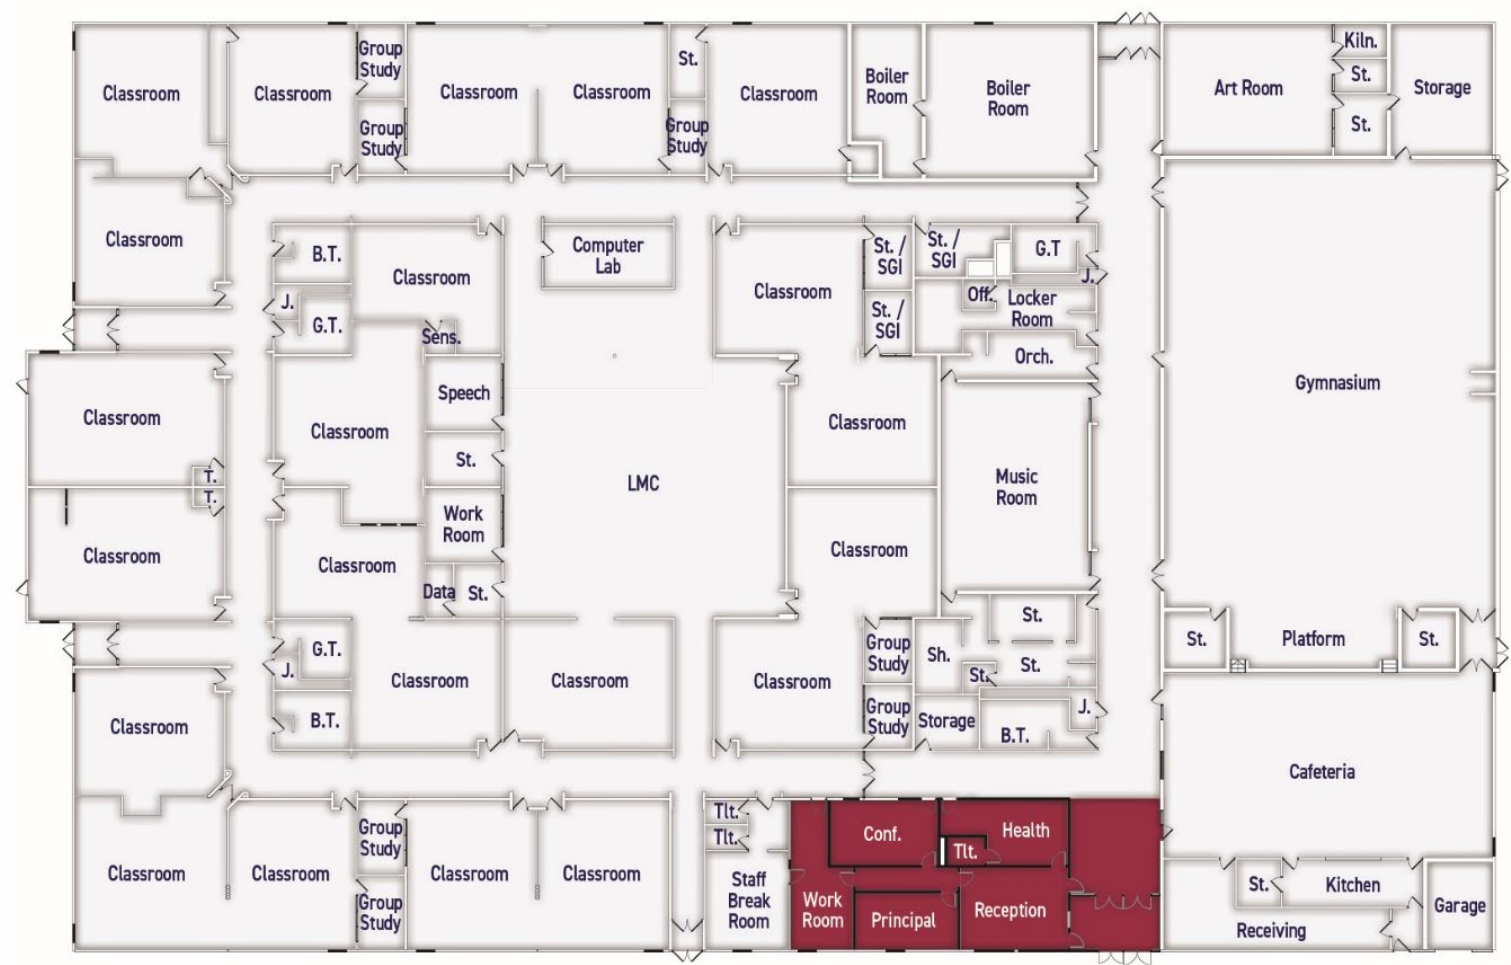 Classroom
Classroom
Group
Study
Group
Study
Classroom
Classroom
St.
Group
Study
Classroom
Boiler
Room
Boiler
Room
Art Room
Kiln.
St.
St.
Storage
Classroom
B.T.
J.
G.T.
Classroom
Sens.
Computer
Lab
Classroom
St. /
SGI
St. /
SGI
St. /
SGI
G.T
J.
Off.
Locker
Room
Orch.
Gymnasium
Classroom
T.
T.
Classroom
Classroom
Speech
St.
Work
Room
Classroom
Data
St.
LMC
Classroom
Classroom
Music
Room
G.T.
J.
B.T.
Classroom
Classroom
Classroom
Group
Study
Group
Study
Sh.
St.
St.
St.
Storage
B.T.
J.
St.
Platform
St.
Classroom
Cafeteria
Classroom
Classroom
Group
Study
Group
Study
Classroom
Classroom
Tlt.
Tlt.
Staff
Break
Room
Work
Room
Conf.
Health
Tlt.
Principal
Reception
St.
Kitchen
Receiving
Garage